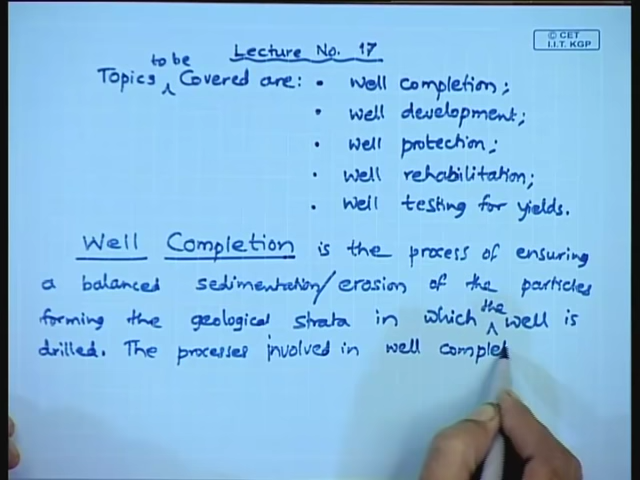 © CET
I.I.T. KGP
Lecture No. 17
Topics to be Covered are: • Well completion;
• Well development;
• Well protection;
• Well rehabilitation;
• Well testing for yields.
Well Completion is the process of ensuring
a balanced sedimentation/erosion of the particles
forming the geological strata in which the well is
drilled. The processes involved in well complet